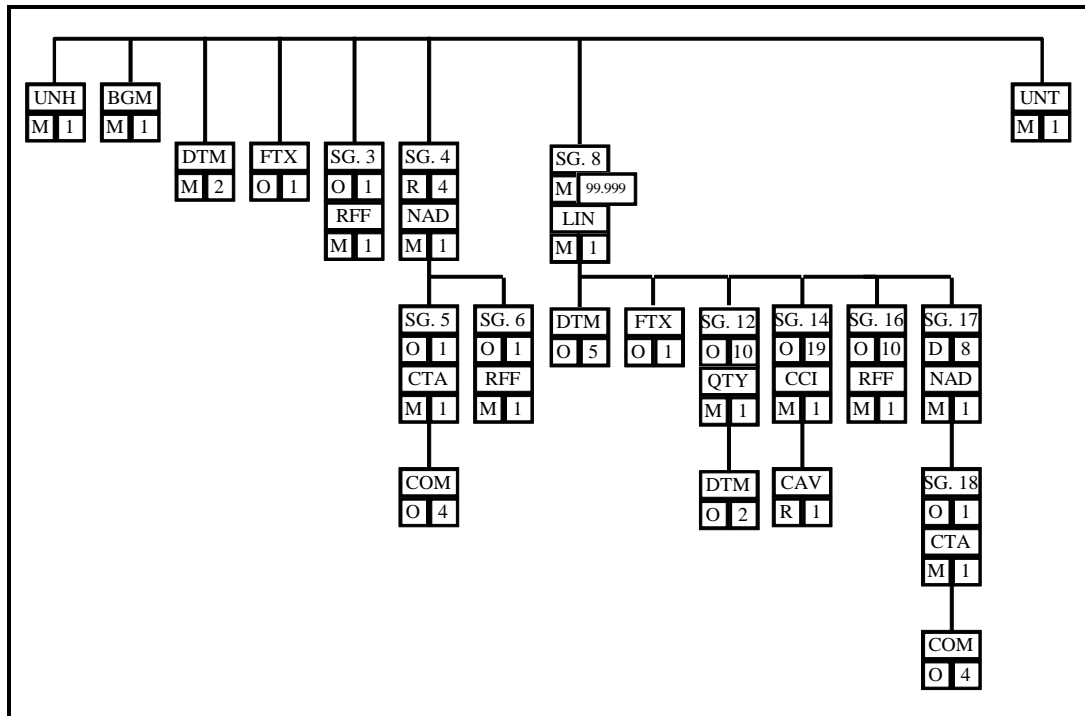 UNH BGM UNT
M 1 M 1 M 1
DTM FTX SG. 3 SG. 4 SG. 8
M 2 O 1 O 1 R 4 M 99.999
RFF NAD LIN
M 1 M 1 M 1
SG. 5 SG. 6 DTM FTX SG. 12 SG. 14 SG. 16 SG. 17
O 1 O 1 O 5 O 1 O 10 O 19 O 10 D 8
CTA RFF QTY CCI RFF NAD
M 1 M 1 M 1 M 1 M 1 M 1
COM DTM CAV SG. 18
O 4 O 2 R 1 O 1
CTA
M 1
COM
O 4